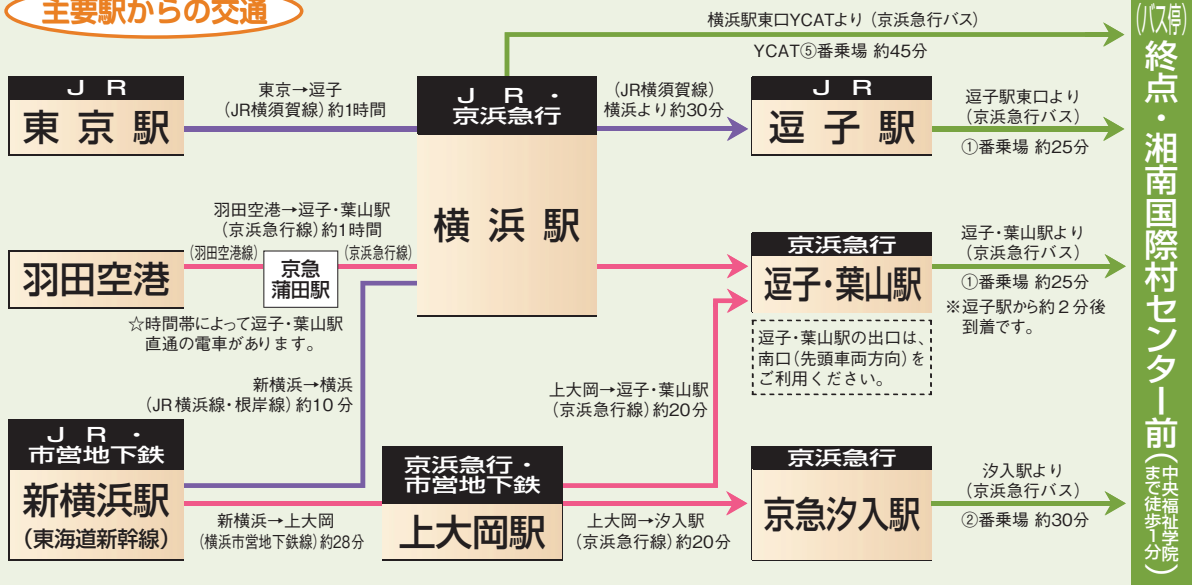 主要駅からの交通
横浜駅東口YCATより(京浜急行バス)
YCAT⑤番乗場 約45分
JR
東京駅
東京→逗子
(JR横須賀線)約1時間
JR・
京浜急行
横浜駅
(JR横須賀線)
横浜より約30分
JR
逗子駅
逗子駅東口より
(京浜急行バス)
①番乗場 約25分
羽田空港
羽田空港→逗子・葉山駅
(京浜急行線)約1時間
(羽田空港線)
京急
蒲田駅
(京浜急行線)
☆時間帯によって逗子・葉山駅
直通の電車があります。
京浜急行
逗子・葉山駅
逗子・葉山駅より
(京浜急行バス)
①番乗場 約25分
※逗子駅から約2分後
到着です。
逗子・葉山駅の出口は、
南口(先頭車両方向)を
ご利用ください。
新横浜→横浜
(JR横浜線・根岸線)約10分
上大岡→逗子・葉山駅
(京浜急行線)約20分
JR・
市営地下鉄
新横浜駅
(東海道新幹線)
新横浜→上大岡
(横浜市営地下鉄線)約28分
京浜急行・
市営地下鉄
上大岡駅
上大岡→汐入駅
(京浜急行線)約20分
京浜急行
京急汐入駅
汐入駅より
(京浜急行バス)
②番乗場 約30分
(バス停)
終点・湘南国際村センター前
(中央福祉学院
まで徒歩1分)